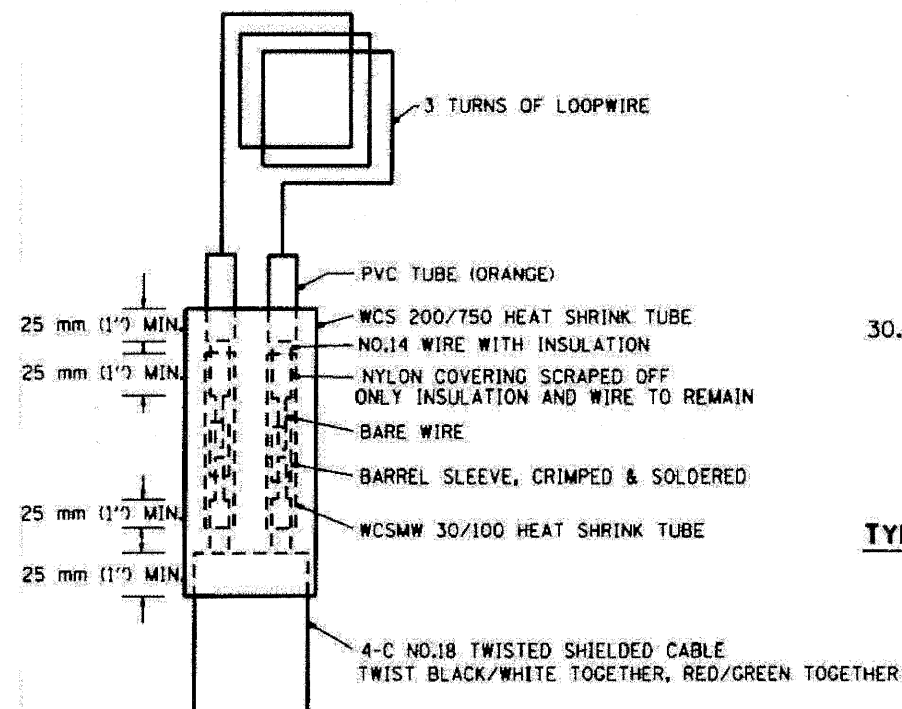 3 TURNS OF LOOPWIRE
PVC TUBE (ORANGE)
25 mm (1") MIN.
WCS 200/750 HEAT SHRINK TUBE
30.
NO.14 WIRE WITH INSULATION
25 mm (1") MIN.
NYLON COVERING SCRAPED OFF
ONLY INSULATION AND WIRE TO REMAIN
BARE WIRE
BARREL SLEEVE, CRIMPED & SOLDERED
25 mm (1") MIN.
WCSMW 30/100 HEAT SHRINK TUBE
TYI
25 mm (1") MIN.
4-C NO.18 TWISTED SHIELDED CABLE
TWIST BLACK/WHITE TOGETHER, RED/GREEN TOGETHER